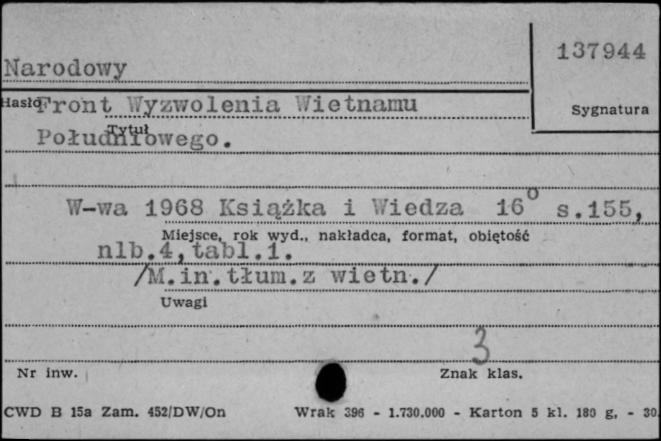 137944
Narodowy
Hasło Front Wyzwolenia Wietnamu
Sygnatura
Tytuł
Południowego.
W-wa 1968 Książka i Wiedza 16° s.155,
Miejsce, rok wyd., nakładca, format, objętość
nlb.4,tabl.1.
/M.in.tłum.z wietn./
Uwagi
3
Nr inw. Znak klas.
CWD B 15a Zam. 452/DW/On Wrak 396 - 1.730.000 - Karton 5 kl. 180 g, - 30.